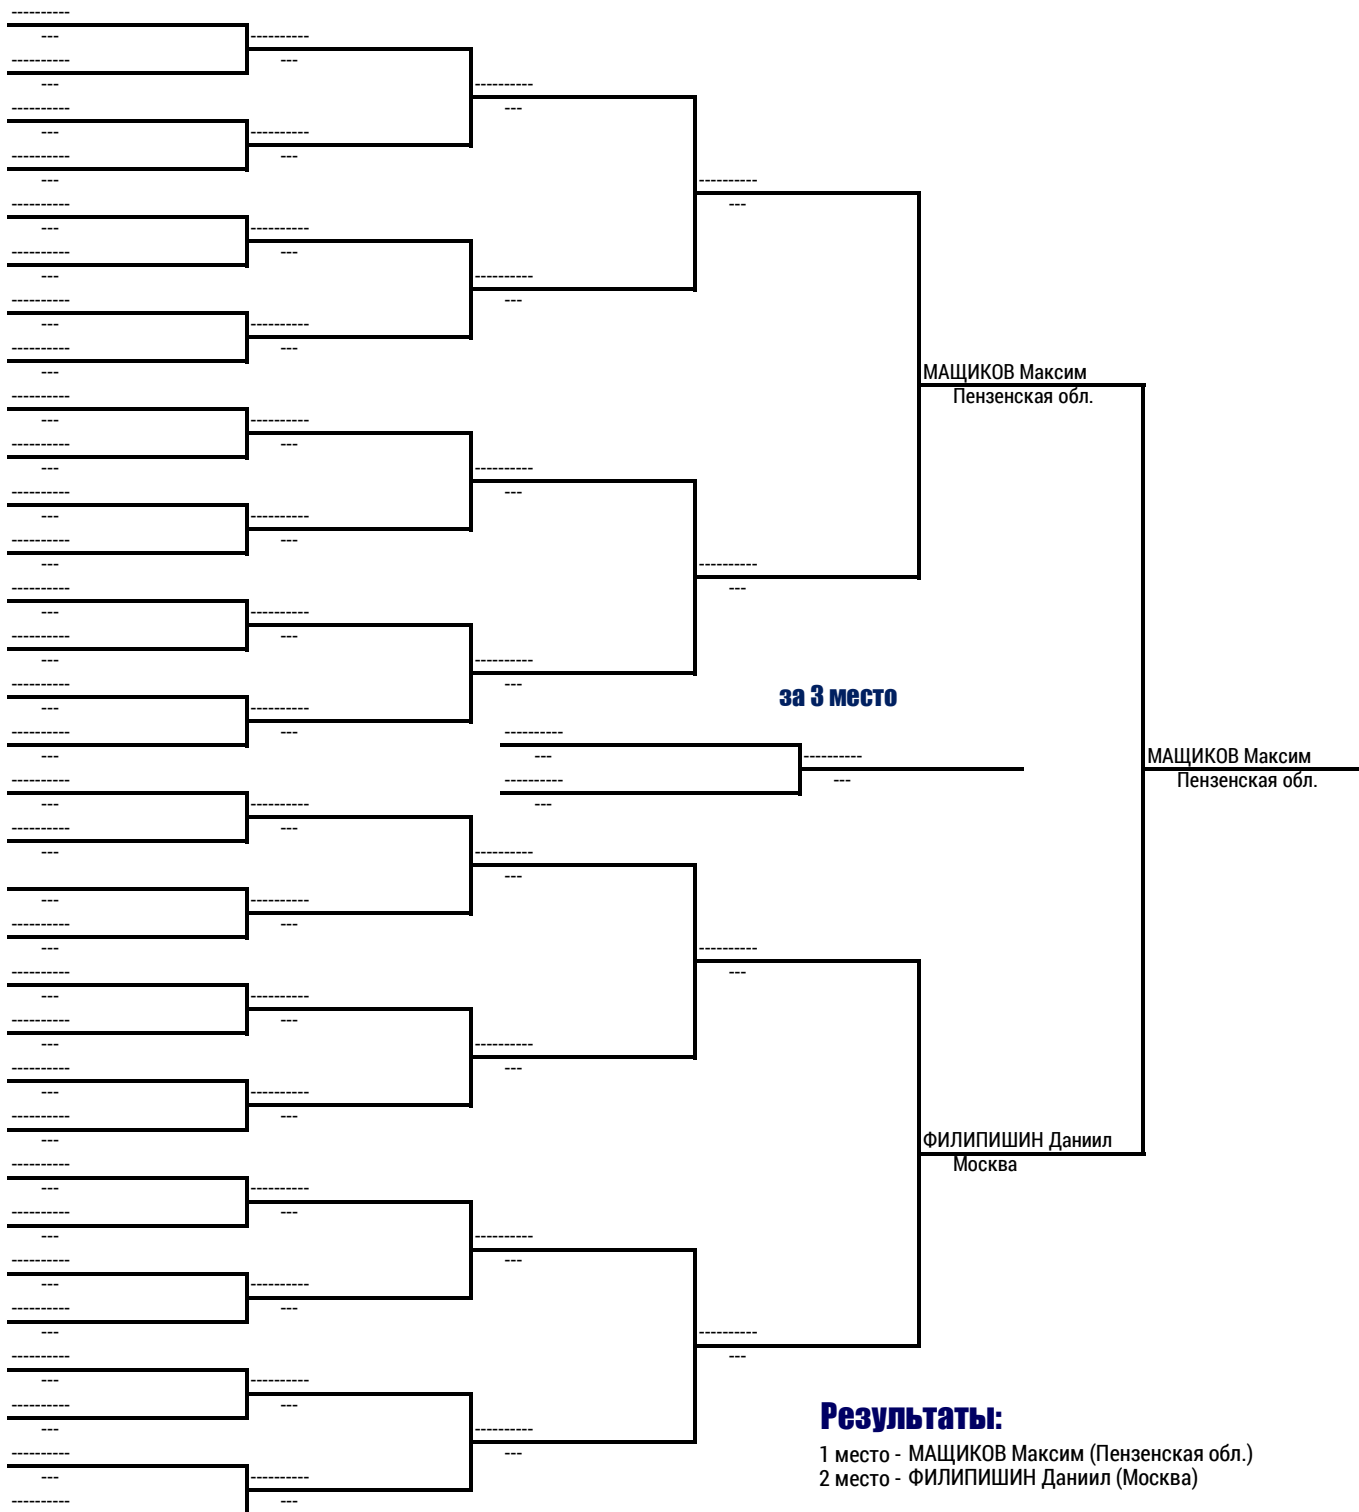 МАЩИКОВ Максим
Пензенская обл.
за 3 место
МАЩИКОВ Максим
Пензенская обл.
ФИЛИПИШИН Даниил
Москва
Результаты:
1 место - МАЩИКОВ Максим (Пензенская обл.)
2 место - ФИЛИПИШИН Даниил (Москва)